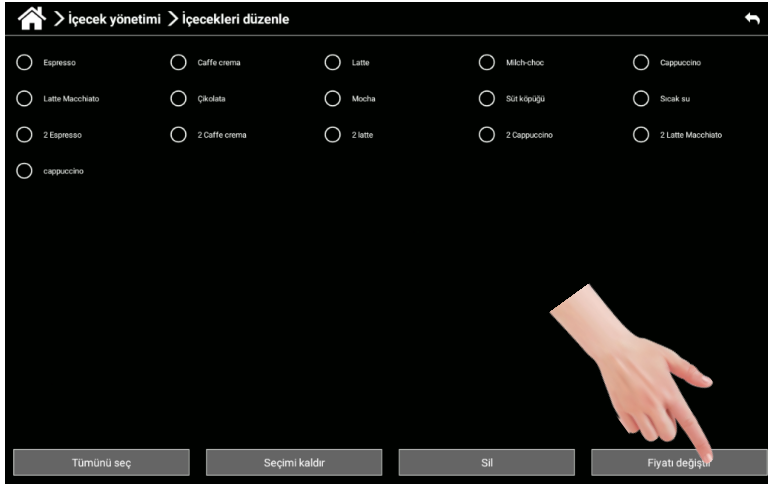 İçecek yönetimi İçecekleri düzenle
Espresso Caffe crema Latte Milch-choc Cappuccino
Latte Macchiato Çikolata Mocha Süt köpüğü Sıcak su
2 Espresso 2 Caffe crema 2 latte 2 Cappuccino 2 Latte Macchiato
cappuccino
Tümünü seç Seçimi kaldır Sil Fiyatı değiştir